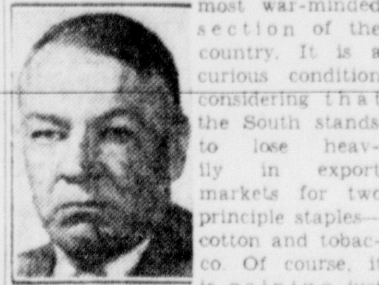 most war-minded
section of the
country. It is a
curious condition
considering that
the South stands
to lose heav-
ily in export
markets for two
principle staples—
cotton and tobac-
co. Of course, it